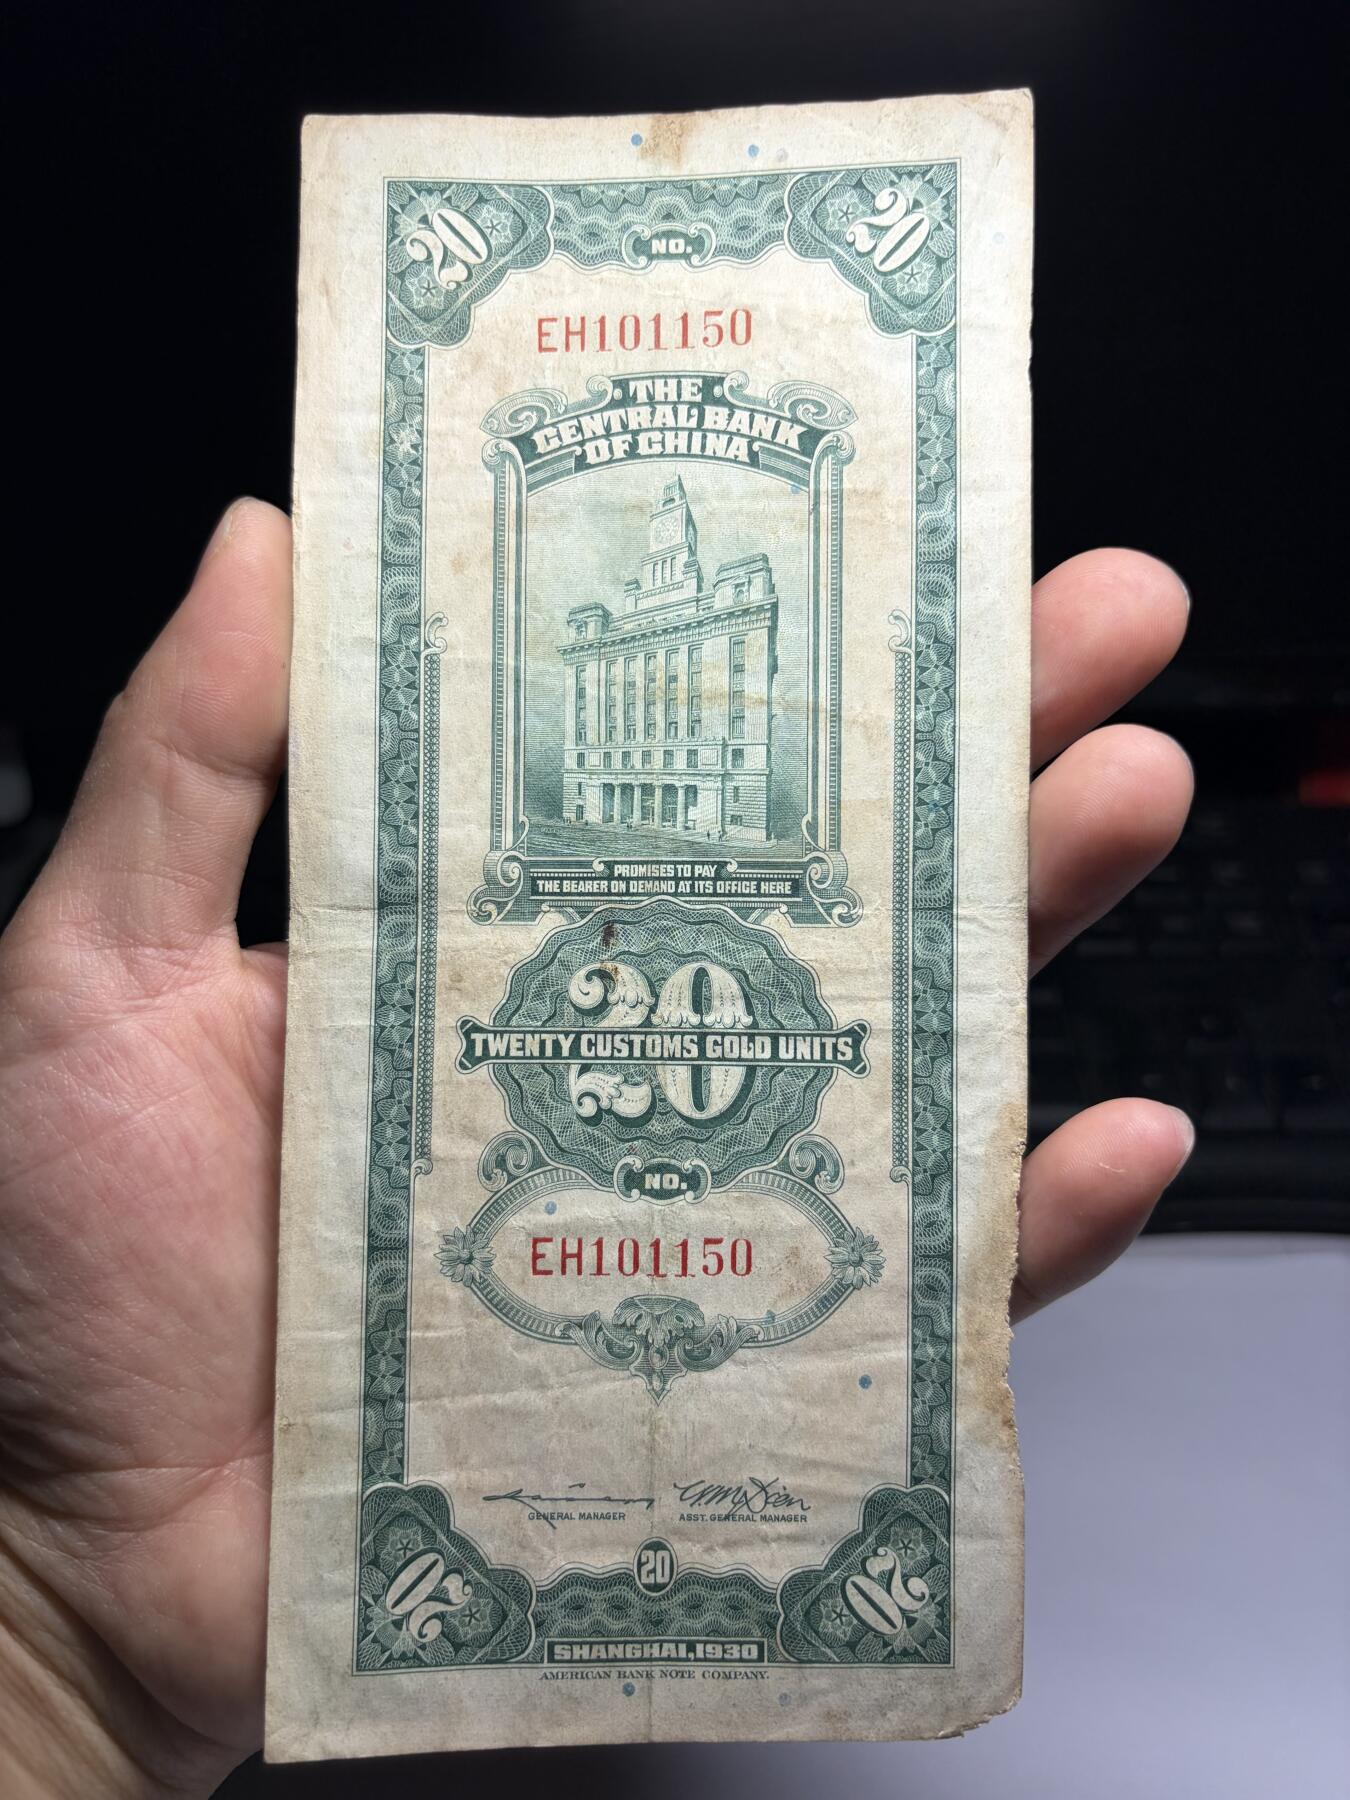 20
20
NO.
EH101150
THE
CENTRAL BANK
OF CHINA
PROMISES TO PAY
THE BEARER ON DEMAND AT ITS OFFICE HERE
20
TWENTY CUSTOMS GOLD UNITS
NO.
EH101150
GENERAL MANAGER
ASST. GENERAL MANAGER
20
20
20
SHANGHAI, 1930
AMERICAN BANK NOTE COMPANY.